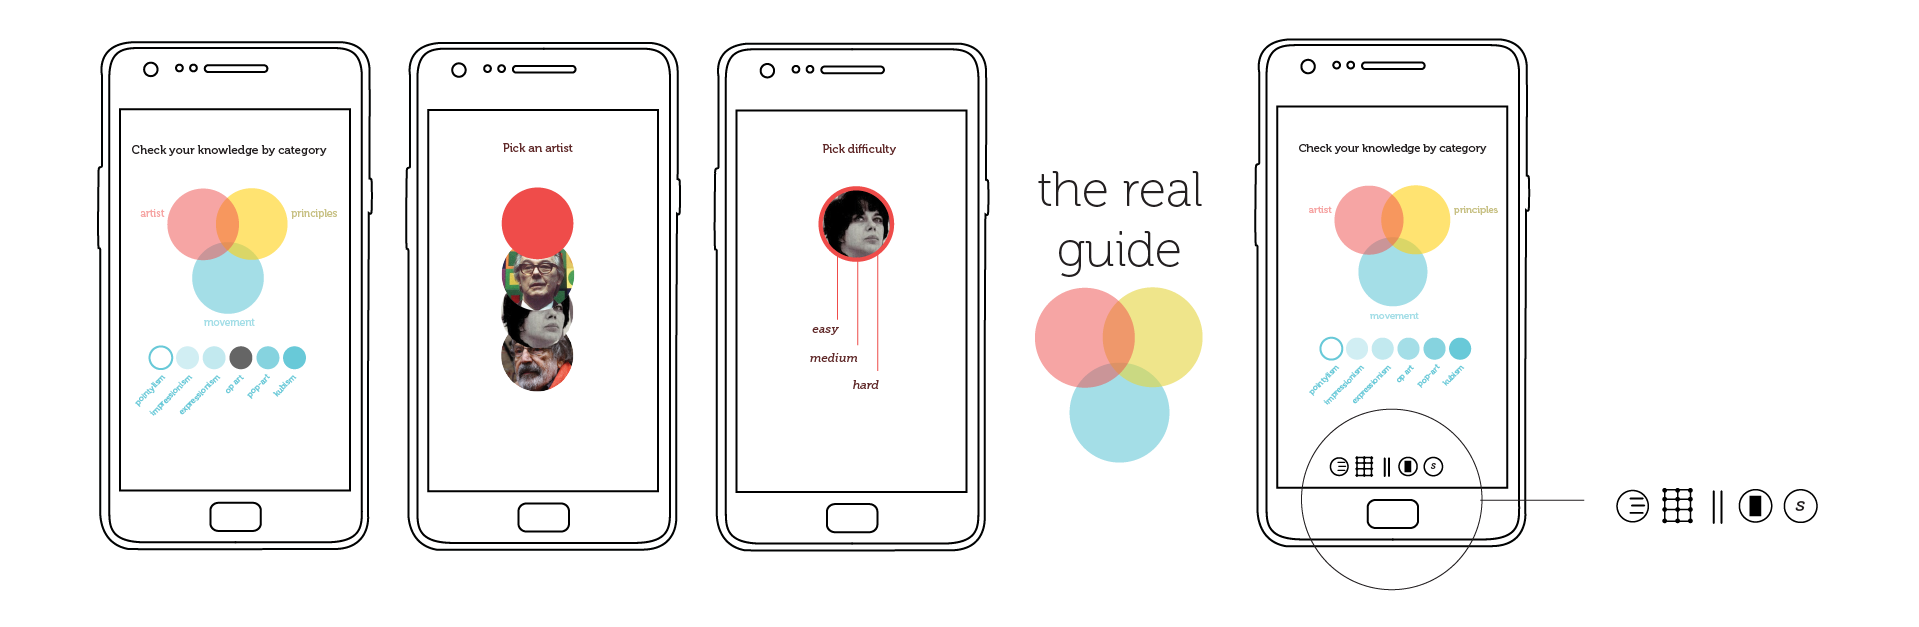 Check your knowledge by category
artist
principles
movement
pointylism
impressionism
expressionism
op art
pop-art
kubism
Pick an artist
Pick difficulty
easy
medium
hard
the real
guide
Check your knowledge by category
artist
principles
movement
pointylism
impressionism
expressionism
op art
pop-art
kubism
S
S